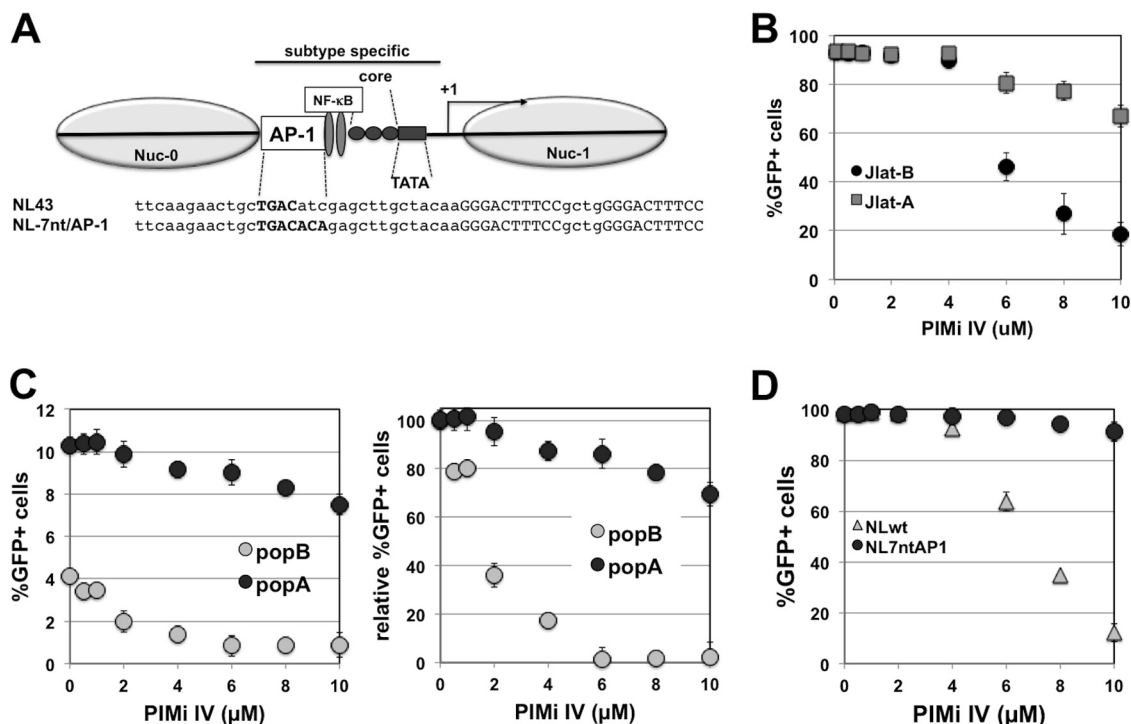 A
subtype specific
core
NF-κB
+1
AP-1
Nuc-0
Nuc-1
TATA
NL43 ttcaagaactgcTGACatcgagcttgctacaaGGGACTTTCCgctgGGGACTTTCC
NL-7nt/AP-1 ttcaagaactgcTGACACAgagcttgctacaaGGGACTTTCCgctgGGGACTTTCC
B
%GFP+ cells
100
80
60
40
20
0
Jlat-B
Jlat-A
0 2 4 6 8 10
PIMi IV (uM)
C
%GFP+ cells
12
10
8
6
4
2
0
popB
popA
0 2 4 6 8 10
PIMi IV (µM)
relative %GFP+ cells
100
80
60
40
20
0
popB
popA
0 2 4 6 8 10
PIMi IV (µM)
D
%GFP+ cells
100
80
60
40
20
0
NLwt
NL7ntAP1
0 2 4 6 8 10
PIMi IV (µM)